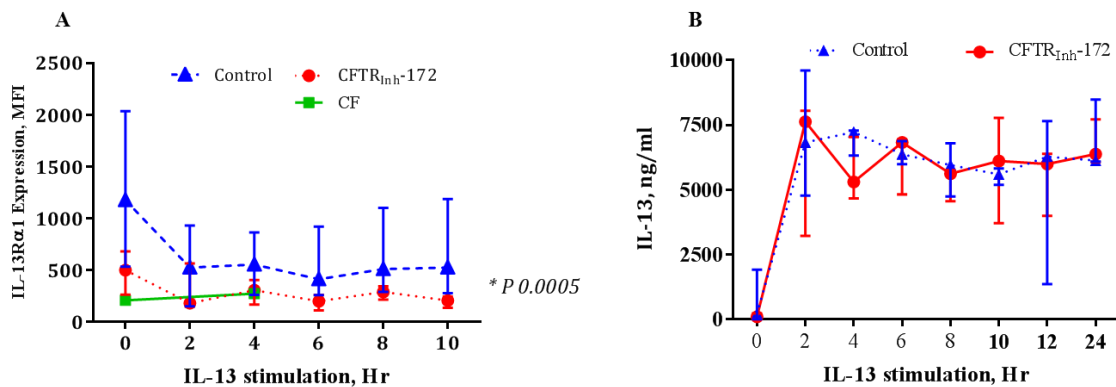 A
IL-13Rα1 Expression, MFI
2500
2000
1500
1000
500
0
Control
CFTRInh-172
CF
* P 0.0005
0 2 4 6 8 10
IL-13 stimulation, Hr
B
Control
CFTRInh-172
IL-13, ng/ml
10000
7500
5000
2500
0
0 2 4 6 8 10 12 24
IL-13 stimulation, Hr